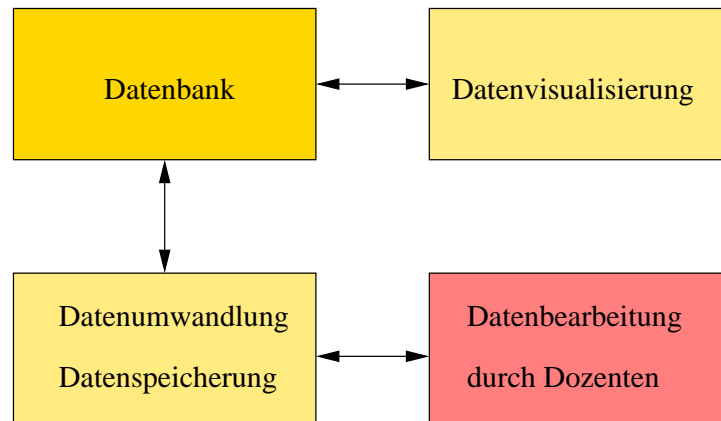 Datenbank
Datenvisualisierung
Datenumwandlung
Datenspeicherung
Datenbearbeitung
durch Dozenten